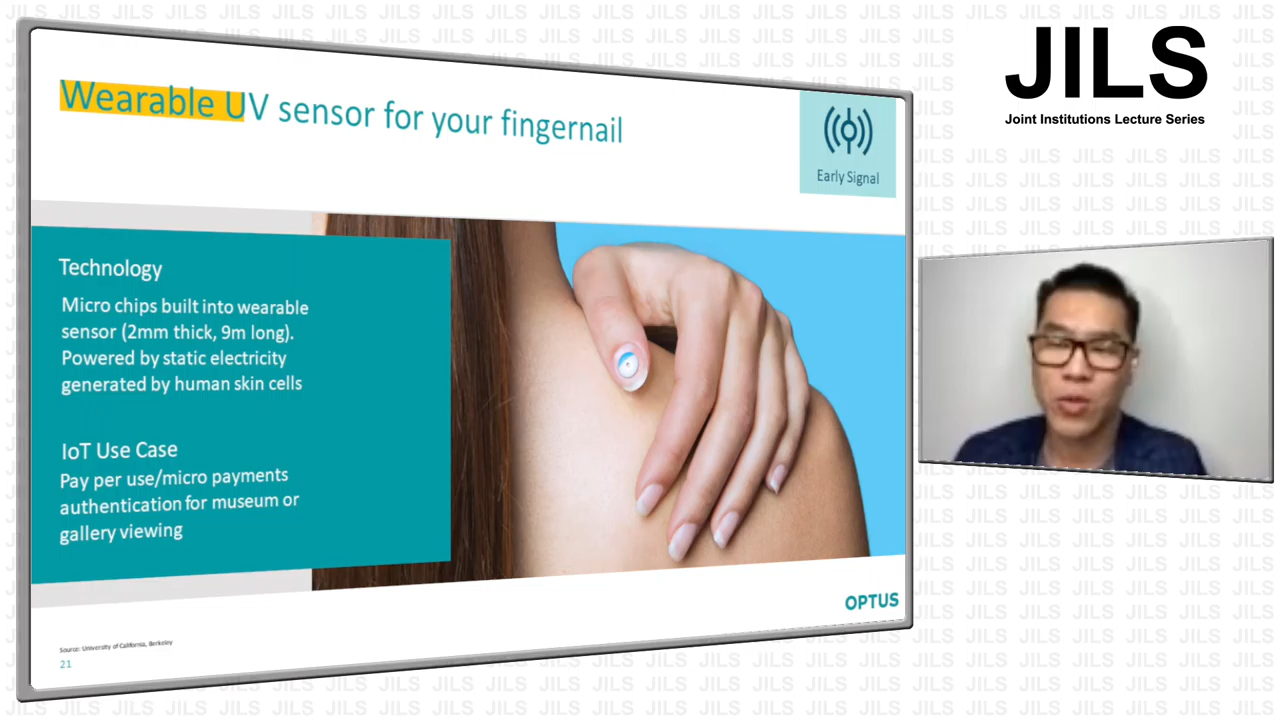 Wearable UV sensor for your fingernail
Early Signal
Technology
Micro chips built into wearable
sensor (2mm thick, 9m long).
Powered by static electricity
generated by human skin cells
IoT Use Case
Pay per use/micro payments
authentication for museum or
gallery viewing
OPTUS
Source: University of California, Berkeley
21
JILS
Joint Institutions Lecture Series